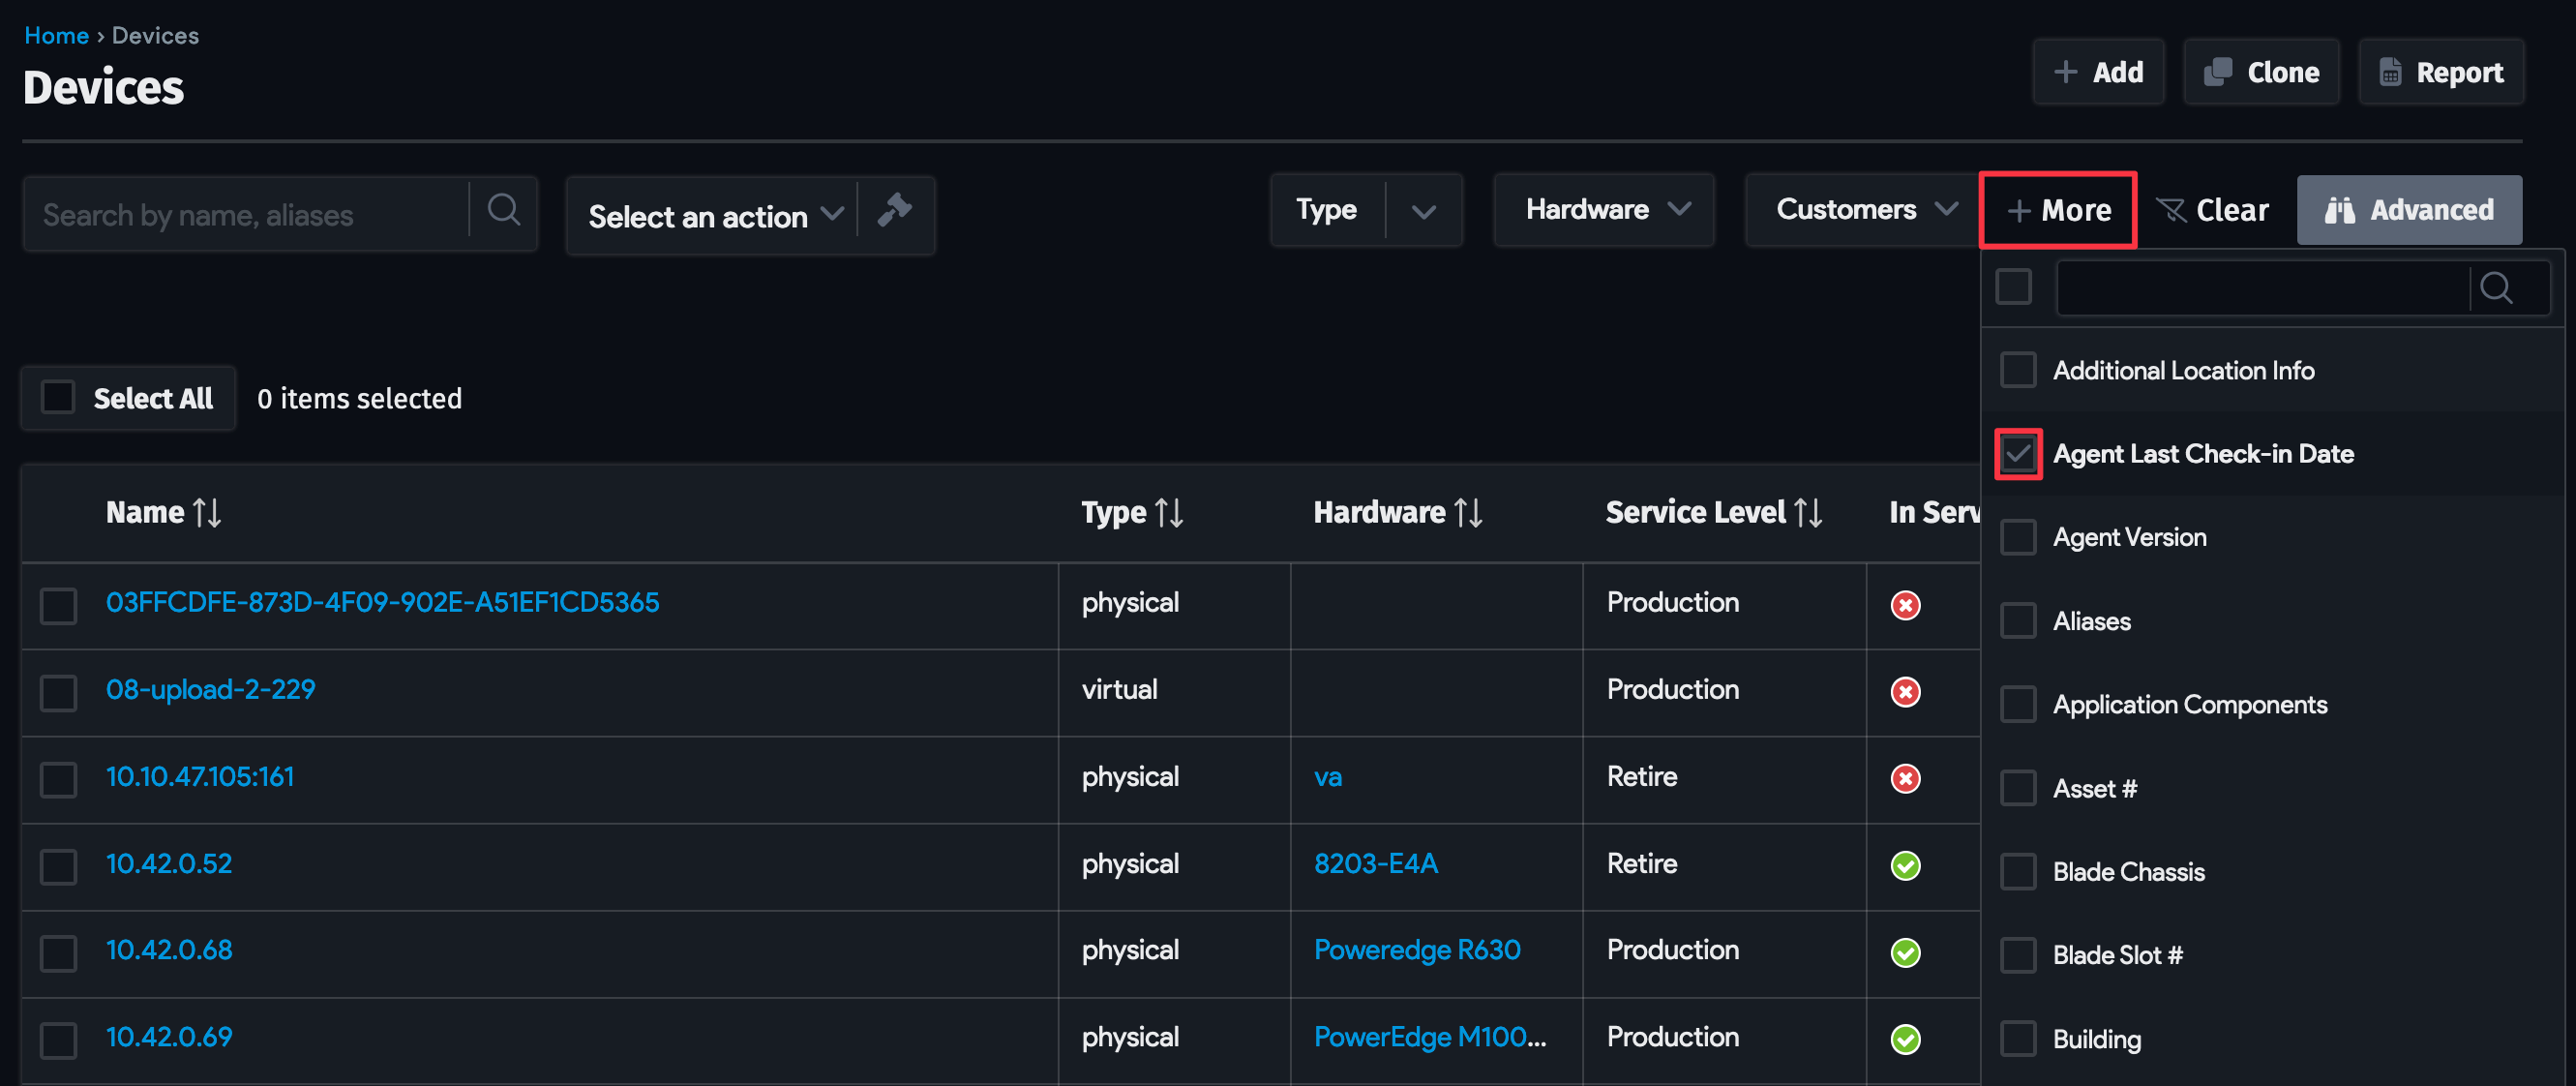 Home › Devices
Devices
Add
Clone
Report
Search by name, aliases
Select an action
Type
Hardware
Customers
More
Clear
Advanced
Select All
0 items selected
Additional Location Info
Agent Last Check-in Date
Agent Version
Aliases
Application Components
Asset #
Blade Chassis
Blade Slot #
Building
Name Type Hardware Service Level In Serv
03FFCDFE-873D-4F09-902E-A51EF1CD5365 physical Production
08-upload-2-229 virtual Production
10.10.47.105:161 physical va Retire
10.42.0.52 physical 8203-E4A Retire
10.42.0.68 physical Poweredge R630 Production
10.42.0.69 physical PowerEdge M100... Production